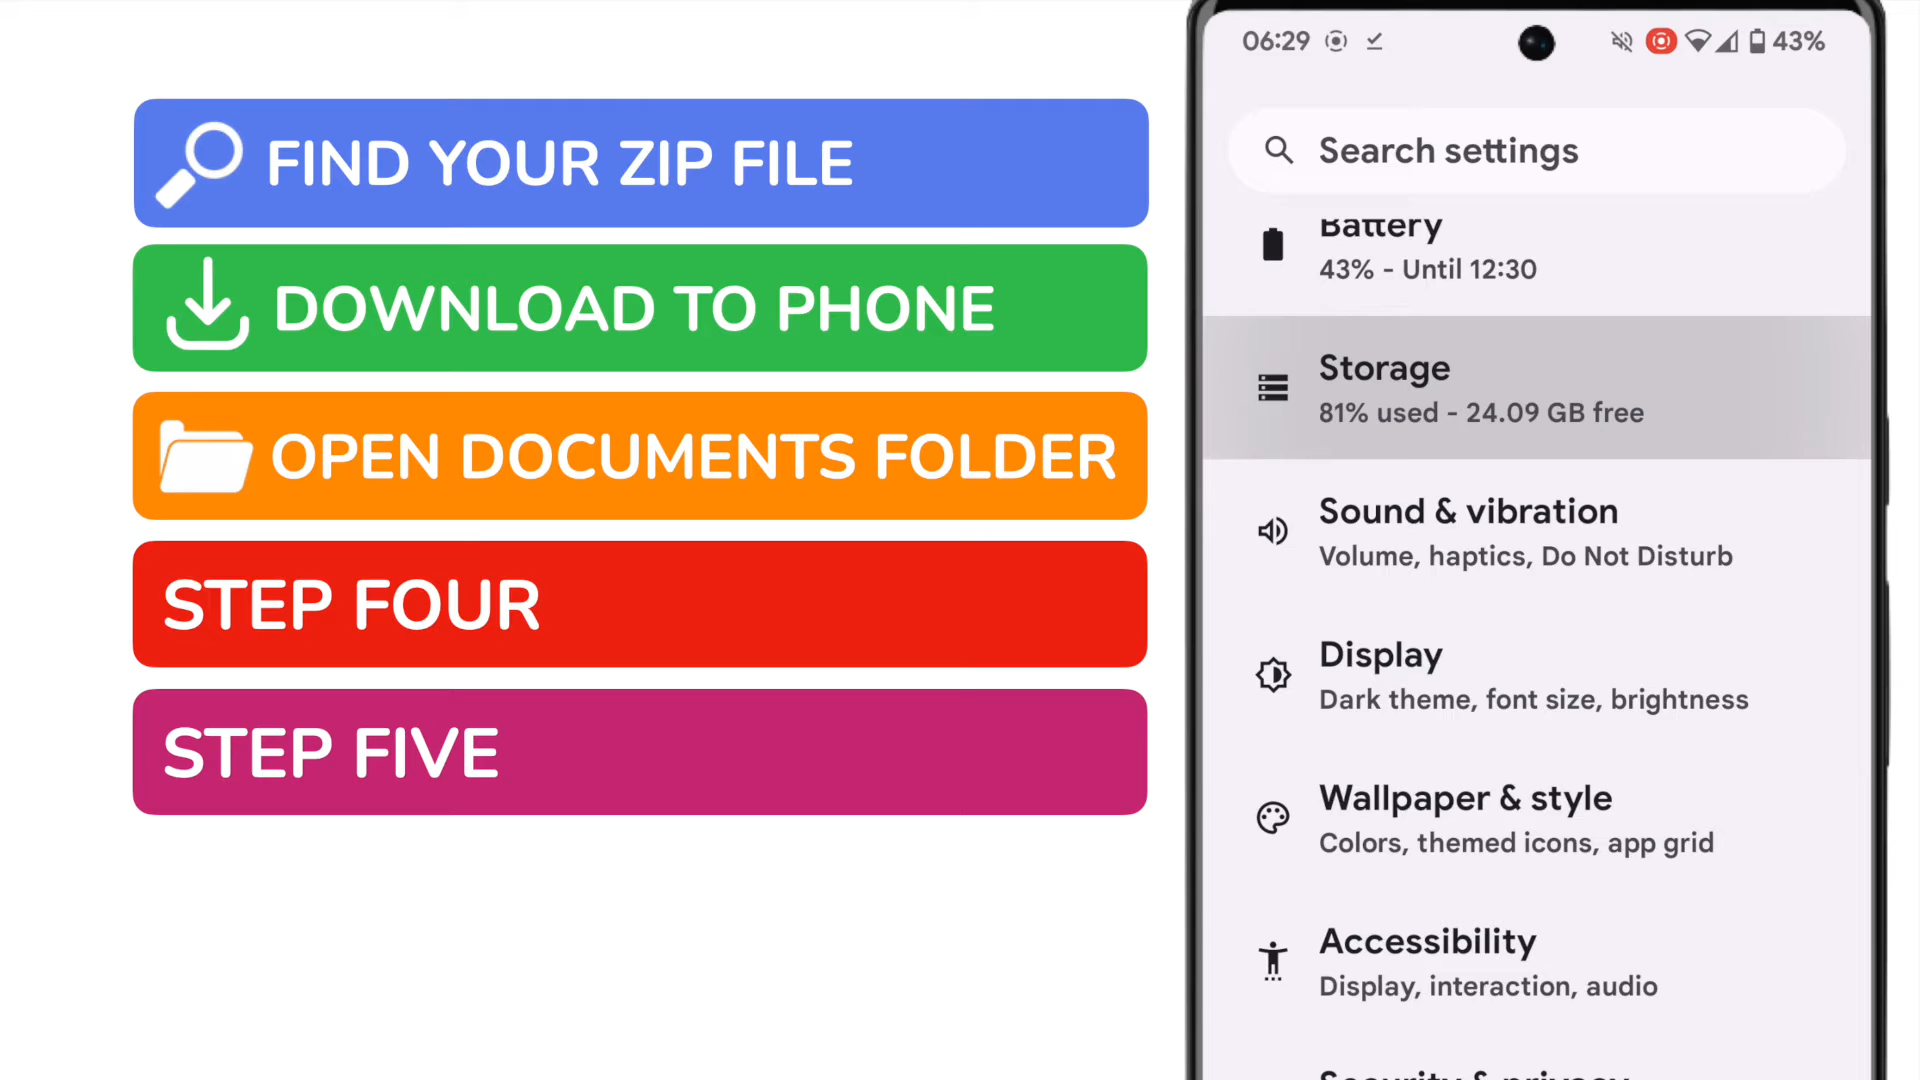 FIND YOUR ZIP FILE
DOWNLOAD TO PHONE
OPEN DOCUMENTS FOLDER
STEP FOUR
STEP FIVE
06:29
43%
Search settings
Battery
43% - Until 12:30
Storage
81% used - 24.09 GB free
Sound & vibration
Volume, haptics, Do Not Disturb
Display
Dark theme, font size, brightness
Wallpaper & style
Colors, themed icons, app grid
Accessibility
Display, interaction, audio
Security & privacy